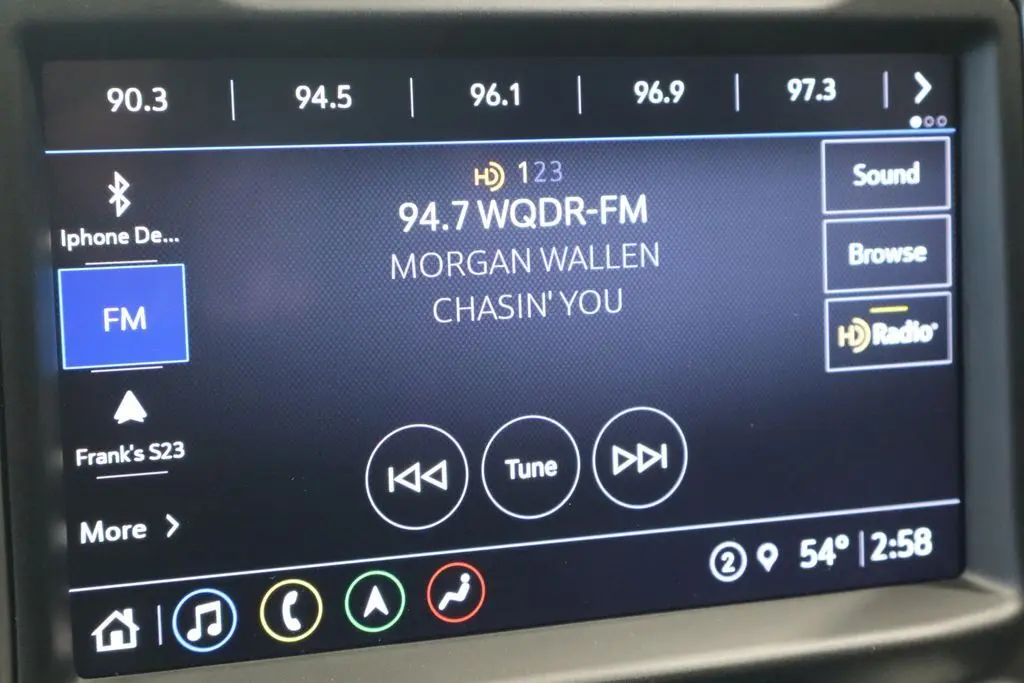 90.3 94.5 96.1 96.9 97.3
HD 123
94.7 WQDR-FM
MORGAN WALLEN
CHASIN' YOU
Iphone De...
FM
Frank's S23
More
Sound
Browse
HD Radio
Tune
2 54° 2:58